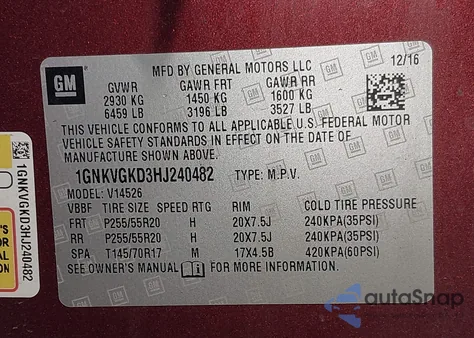 GM
MFD BY GENERAL MOTORS LLC
12/16
GVWR GAWR FRT GAWR RR
2930 KG 1450 KG 1600 KG
6459 LB 3196 LB 3527 LB
THIS VEHICLE CONFORMS TO ALL APPLICABLE U.S. FEDERAL MOTOR
VEHICLE SAFETY STANDARDS IN EFFECT ON THE DATE OF
MANUFACTURE SHOWN ABOVE.
1GNKVGKD3HJ240482 TYPE: M.P.V.
MODEL: V14526
VBBF TIRE SIZE SPEED RTG RIM COLD TIRE PRESSURE
FRT P255/55R20 H 20X7.5J 240KPA(35PSI)
RR P255/55R20 H 20X7.5J 240KPA(35PSI)
SPA T145/70R17 M 17X4.5B 420KPA(60PSI)
SEE OWNER'S MANUAL FOR MORE INFORMATION.
1GNKVGKD3HJ240482
autoSnap